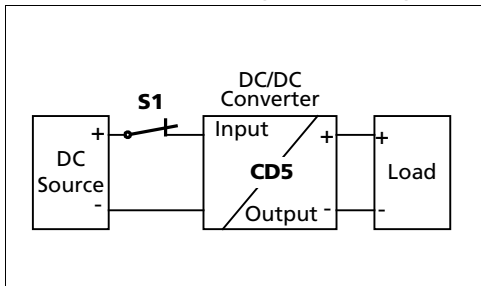 DC/DC
Converter
S1
+
DC
Source
-
Input
CD5
Output
+
-
+
Load
-